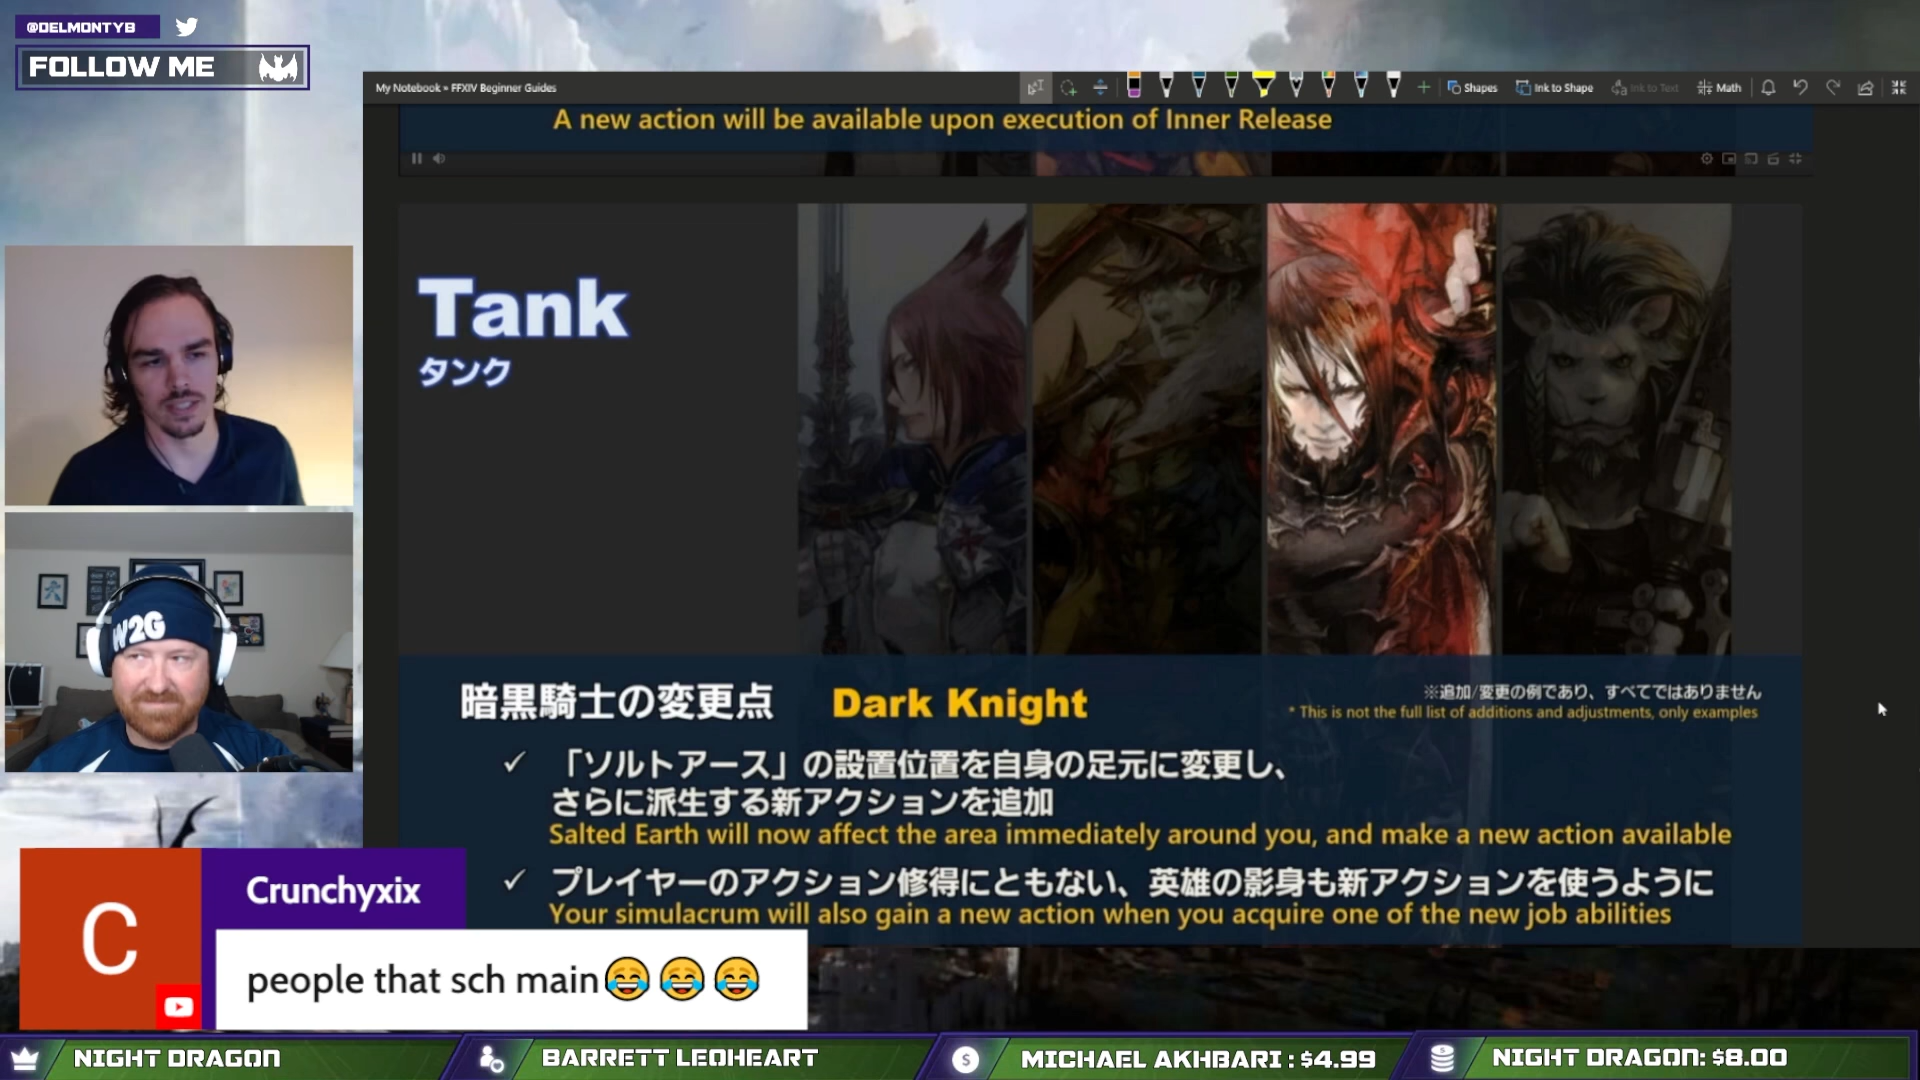 @DELMONTYB
FOLLOW ME
My Notebook » FFXIV Beginner Guides
Shapes
Ink to Shape
Ink to Text
Math
A new action will be available upon execution of Inner Release
Tank
タンク
W2G
暗黒騎士の変更点 Dark Knight
※追加/変更の例であり、すべてではありません
* This is not the full list of additions and adjustments, only examples
✓ 「ソルトアース」の設置位置を自身の足元に変更し、
さらに派生する新アクションを追加
Salted Earth will now affect the area immediately around you, and make a new action available
✓ プレイヤーのアクション修得にともない、英雄の影身も新アクションを使うように
Your simulacrum will also gain a new action when you acquire one of the new job abilities
C
Crunchyxix
people that sch main😂😂😂
NIGHT DRAGON
BARRETT LEOHEART
MICHAEL AKHBARI : $4.99
NIGHT DRAGON: $8.00